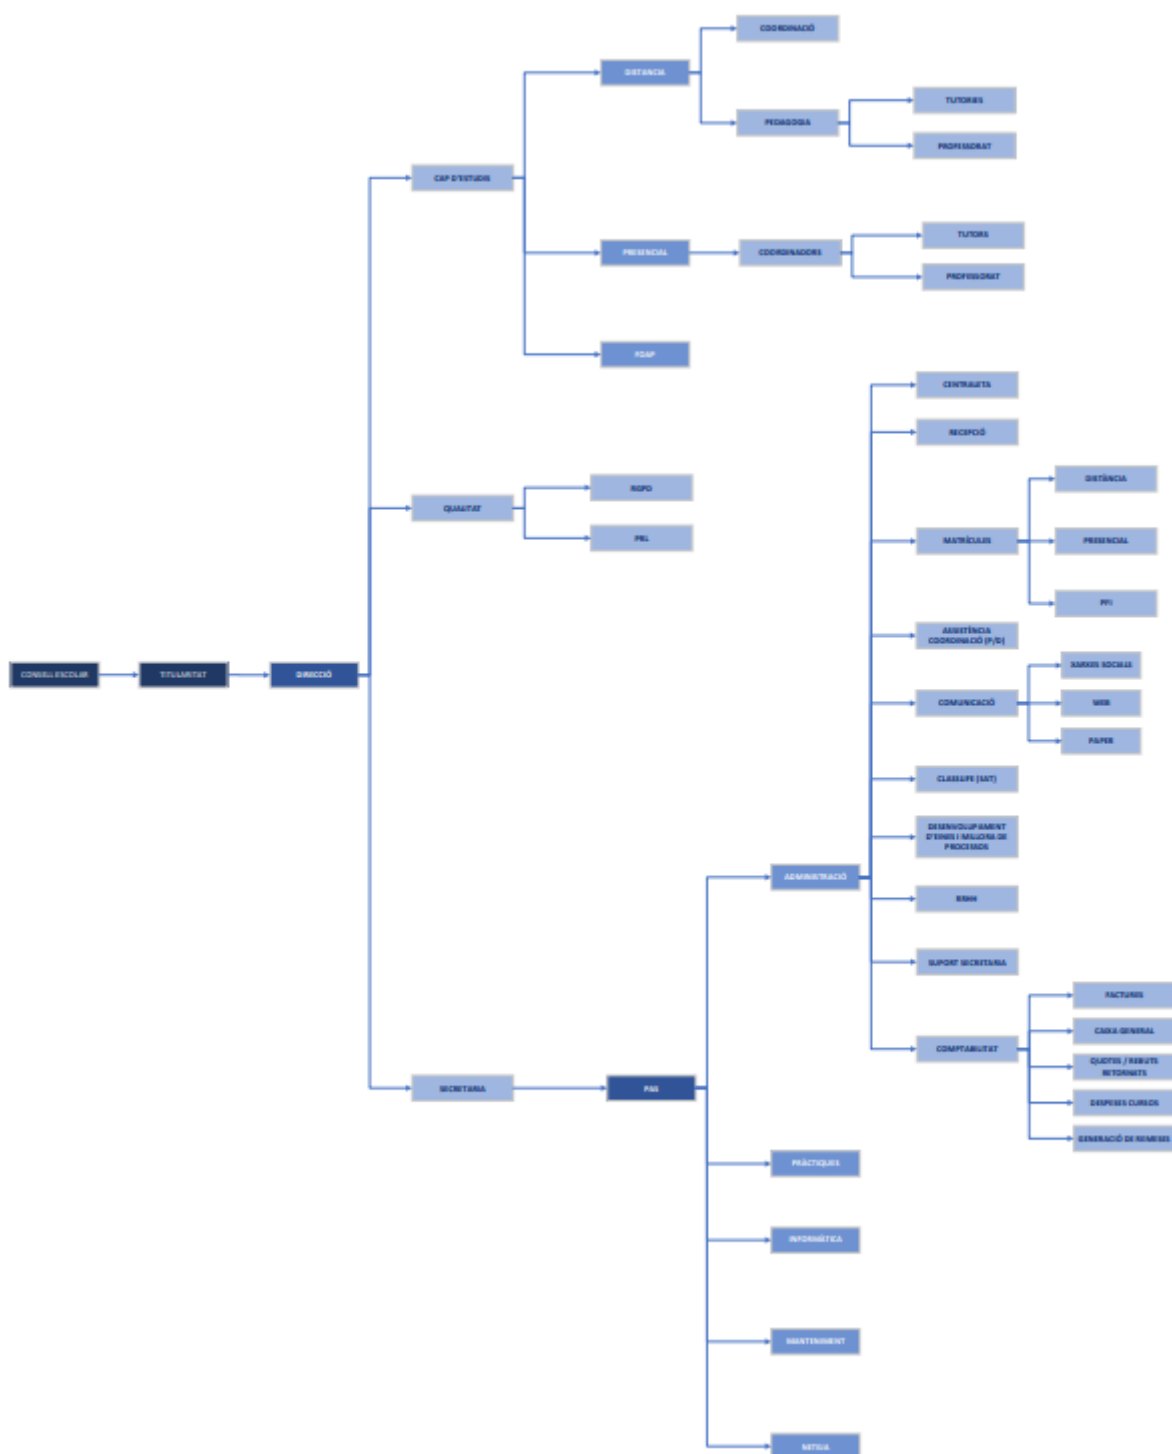 COORDINACIÓ
DISTANCIA
TUTORIES
PEDAGOGIA
PROFESSORAT
CAP D'ESTUDIS
TUTORS
PRESENCIAL
COORDINADORS
PROFESSORAT
FOAP
CENTRALETA
RECEPCIÓ
DISTÀNCIA
RGPD
QUALITAT
PRL
MATRÍCULES
PRESENCIAL
PFI
ASSISTÈNCIA
COORDINACIÓ (P/D)
XARXES SOCIALS
CONSELL ESCOLAR
TITULARITAT
DIRECCIÓ
COMUNICACIÓ
WEB
PAPER
CLASSLIFE (SAT)
DESENVOLUPAMENT
D'EINES I MILLORA DE
PROCESSOS
ADMINISTRACIÓ
RRHH
SUPORT SECRETARIA
FACTURES
CAIXA GENERAL
COMPTABILITAT
QUOTES / REBUTS
RETORNATS
SECRETARIA
PAS
DESPESES CURSOS
GENERACIÓ DE REMESES
PRÀCTIQUES
INFORMÀTICA
MANTENIMENT
NETEJA